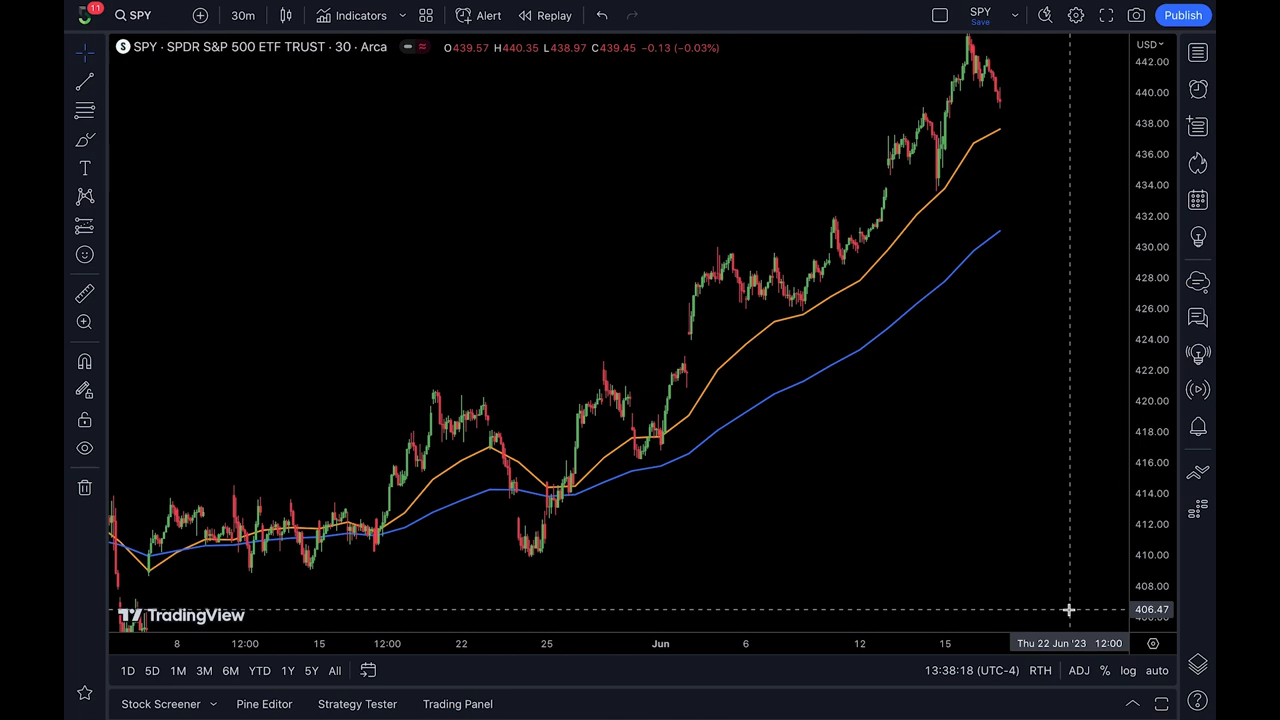 11
SPY
30m
Indicators
Alert
Replay
SPY
Save
Publish
S SPY · SPDR S&P 500 ETF TRUST · 30 · Arca O439.57 H440.35 L438.97 C439.45 −0.13 (−0.03%)
USD
442.00
440.00
438.00
436.00
434.00
432.00
430.00
428.00
426.00
424.00
422.00
420.00
418.00
416.00
414.00
412.00
410.00
408.00
406.47
TradingView
8 12:00 15 12:00 22 25 Jun 6 12 15 Thu 22 Jun '23 12:00
1D 5D 1M 3M 6M YTD 1Y 5Y All 13:38:18 (UTC-4) RTH ADJ % log auto
Stock Screener Pine Editor Strategy Tester Trading Panel